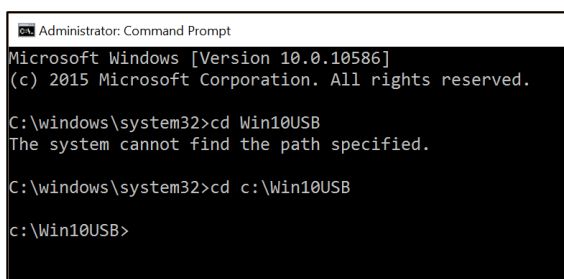 Administrator: Command Prompt
Microsoft Windows [Version 10.0.10586]
(c) 2015 Microsoft Corporation. All rights reserved.
C:\windows\system32>cd Win10USB
The system cannot find the path specified.
C:\windows\system32>cd c:\Win10USB
c:\Win10USB>